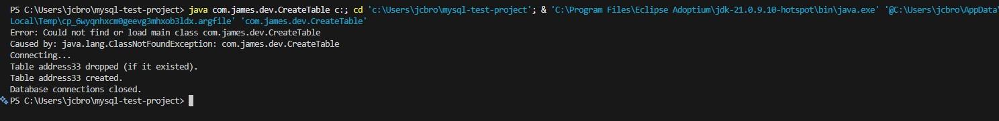 PS C:\Users\jcbro\mysql-test-project> java com.james.dev.CreateTable c:; cd 'c:\Users\jcbro\mysql-test-project'; & 'C:\Program Files\Eclipse Adoptium\jdk-21.0.9.10-hotspot\bin\java.exe' '@C:\Users\jcbro\AppData\
Local\Temp\cp_6wyqnhxcm0geevg3mhxob3ldx.argfile' 'com.james.dev.CreateTable'
Error: Could not find or load main class com.james.dev.CreateTable
Caused by: java.lang.ClassNotFoundException: com.james.dev.CreateTable
Connecting...
Table address33 dropped (if it existed).
Table address33 created.
Database connections closed.
PS C:\Users\jcbro\mysql-test-project>